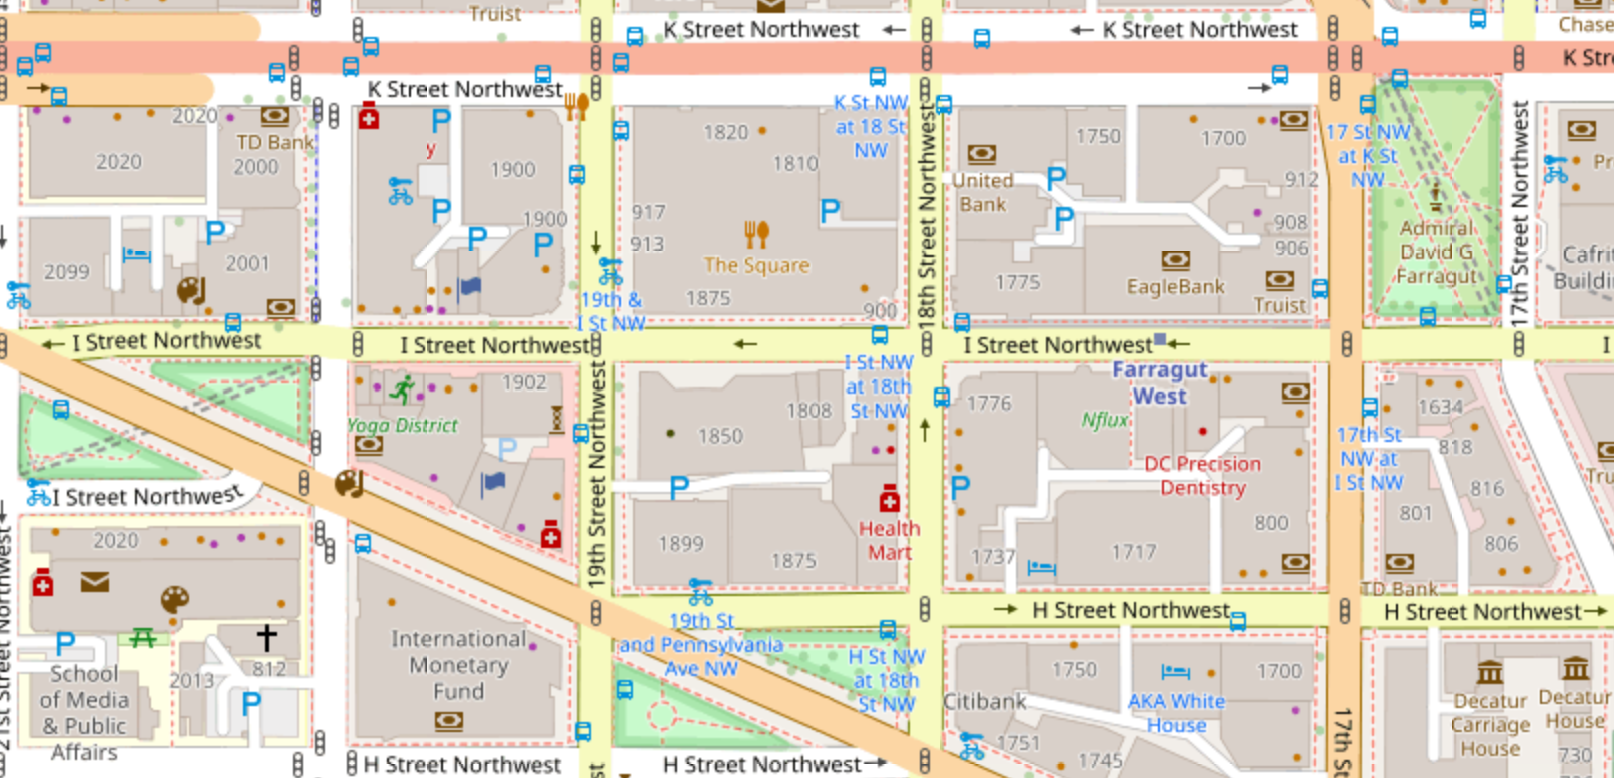 Truist
Chase
K Street Northwest
K Street Northwest
K Stre
K Street Northwest
2020
TD Bank
2020
2000
y
1900
1900
1820
1810
K St NW
at 18 St
NW
917
913
The Square
1875
900
United
Bank
1750
1700
912
908
906
1775
EagleBank
Truist
17 St NW
at K St
NW
Admiral
David G
Farragut
17th Street Northwest
Pr
Cafrit
Building
18th Street Northwest
2099
2001
19th &
I St NW
I Street Northwest
I Street Northwest
I Street Northwest
I
Farragut
West
I St NW
at 18th
St NW
1902
Yoga District
1808
1850
19th Street Northwest
1776
Nflux
DC Precision
Dentistry
1634
818
17th St
NW at
I St NW
Tru
816
I Street Northwest
2020
1899
1875
Health
Mart
1737
1717
800
801
806
TD Bank
H Street Northwest
H Street Northwest
International
Monetary
Fund
19th St
and Pennsylvania
Ave NW
H St NW
at 18th
St NW
School
of Media
& Public
Affairs
2013
812
21st Street Northwest
Citibank
1750
1700
AKA White
House
1751
1745
17th St
Decatur
Carriage
House
Decatur
House
730
H Street Northwest
H Street Northwest